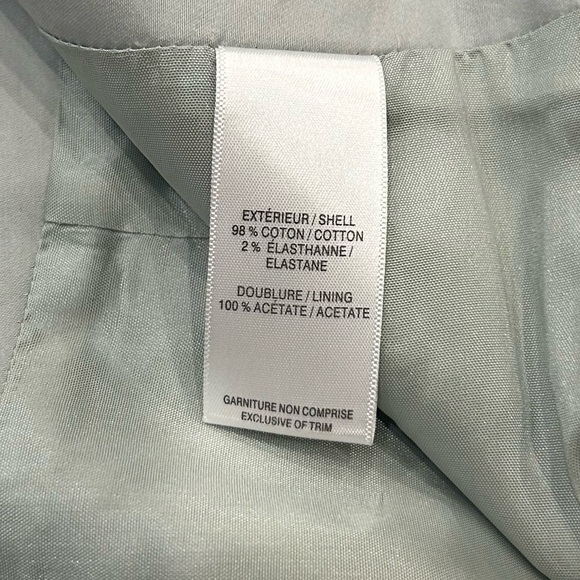 EXTÉRIEUR / SHELL
98 % COTON / COTTON
2 % ÉLASTHANNE /
ELASTANE
DOUBLURE / LINING
100 % ACÉTATE / ACETATE
GARNITURE NON COMPRISE
EXCLUSIVE OF TRIM